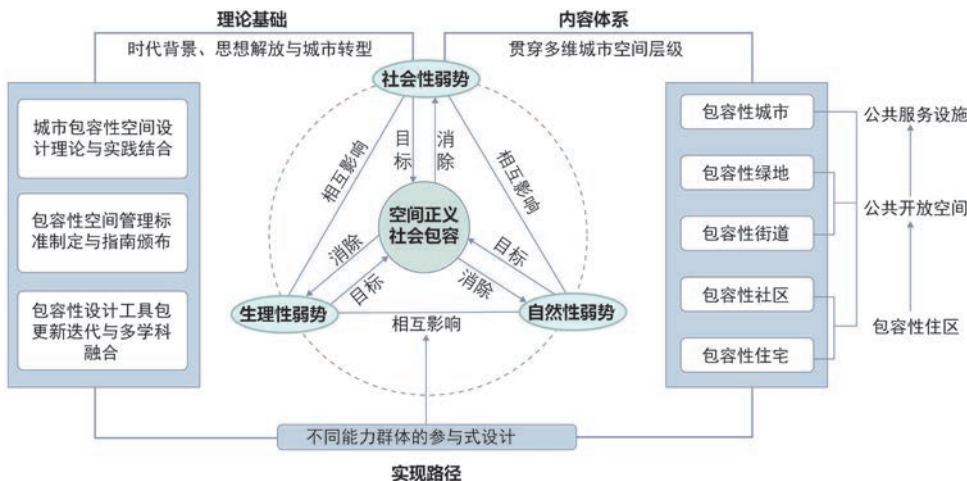 理论基础
内容体系
时代背景、思想解放与城市转型
贯穿多维城市空间层级
社会性弱势
城市包容性空间设
计理论与实践结合
包容性空间管理标
准制定与指南颁布
包容性设计工具包
更新迭代与多学科
融合
相互影响
目标
消除
相互影响
空间正义
社会包容
消除
目标
目标
消除
生理性弱势
相互影响
自然性弱势
包容性城市
包容性绿地
包容性街道
包容性社区
包容性住宅
公共服务设施
公共开放空间
包容性住区
不同能力群体的参与式设计
实现路径